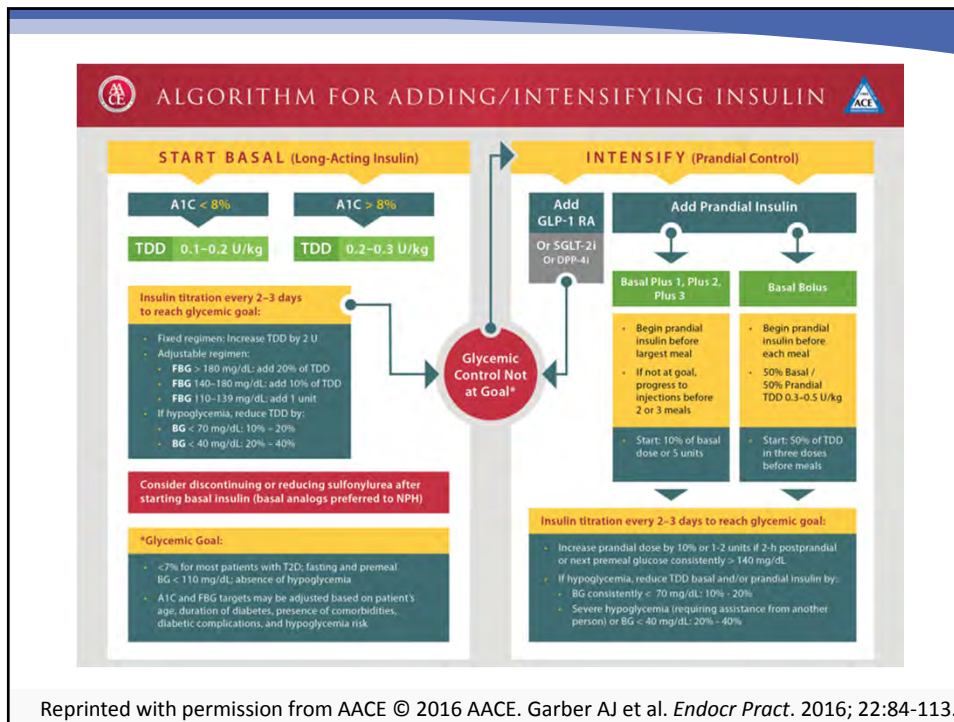 AACE
ALGORITHM FOR ADDING/INTENSIFYING INSULIN
ACE
START BASAL (Long-Acting Insulin)
A1C < 8%
A1C > 8%
TDD 0.1–0.2 U/kg
TDD 0.2–0.3 U/kg
Insulin titration every 2–3 days
to reach glycemic goal:
• Fixed regimen: Increase TDD by 2 U
• Adjustable regimen:
• FBG > 180 mg/dL: add 20% of TDD
• FBG 140–180 mg/dL: add 10% of TDD
• FBG 110–139 mg/dL: add 1 unit
• If hypoglycemia, reduce TDD by:
• BG < 70 mg/dL: 10% – 20%
• BG < 40 mg/dL: 20% – 40%
Consider discontinuing or reducing sulfonylurea after
starting basal insulin (basal analogs preferred to NPH)
*Glycemic Goal:
• <7% for most patients with T2D; fasting and premeal
BG < 110 mg/dL; absence of hypoglycemia
• A1C and FBG targets may be adjusted based on patient's
age, duration of diabetes, presence of comorbidities,
diabetic complications, and hypoglycemia risk
Glycemic
Control Not
at Goal*
INTENSIFY (Prandial Control)
Add
GLP-1 RA
Or SGLT-2i
Or DPP-4i
Add Prandial Insulin
Basal Plus 1, Plus 2,
Plus 3
• Begin prandial
insulin before
largest meal
• If not at goal,
progress to
injections before
2 or 3 meals
• Start: 10% of basal
dose or 5 units
Basal Bolus
• Begin prandial
insulin before
each meal
• 50% Basal /
50% Prandial
TDD 0.3–0.5 U/kg
• Start: 50% of TDD
in three doses
before meals
Insulin titration every 2–3 days to reach glycemic goal:
• Increase prandial dose by 10% or 1-2 units if 2-h postprandial
or next premeal glucose consistently > 140 mg/dL
• If hypoglycemia, reduce TDD basal and/or prandial insulin by:
• BG consistently < 70 mg/dL: 10% - 20%
• Severe hypoglycemia (requiring assistance from another
person) or BG < 40 mg/dL: 20% - 40%
Reprinted with permission from AACE © 2016 AACE. Garber AJ et al. Endocr Pract. 2016; 22:84-113.